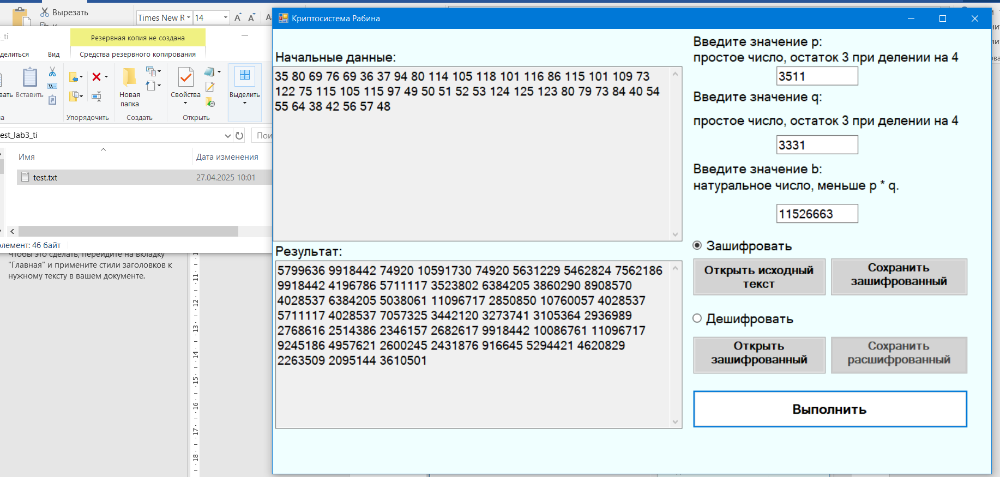 Вырезать
Times New R
14
_ti
Резервная копия не создана
делиться
Вид
Средства резервного копирования
вать
Вставить
Упорядочить
Новая папка
Создать
Свойства
Открыть
Выделить
est_lab3_ti
Пои
Имя
Дата изменения
test.txt
27.04.2025 10:01
элемент: 46 байт
Чтобы это сделать, перейдите на вкладку
"Главная" и примените стили заголовков к
нужному тексту в вашем документе.
11
12
13
14
15
16
17
18
Криптосистема Рабина
Начальные данные:
35 80 69 76 69 36 37 94 80 114 105 118 101 116 86 115 101 109 73
122 75 115 105 115 97 49 50 51 52 53 124 125 123 80 79 73 84 40 54
55 64 38 42 56 57 48
Результат:
5799636 9918442 74920 10591730 74920 5631229 5462824 7562186
9918442 4196786 5711117 3523802 6384205 3860290 8908570
4028537 6384205 5038061 11096717 2850850 10760057 4028537
5711117 4028537 7057325 3442120 3273741 3105364 2936989
2768616 2514386 2346157 2682617 9918442 10086761 11096717
9245186 4957621 2600245 2431876 916645 5294421 4620829
2263509 2095144 3610501
Введите значение p:
простое число, остаток 3 при делении на 4
3511
Введите значение q:
простое число, остаток 3 при делении на 4
3331
Введите значение b:
натуральное число, меньше p * q.
11526663
Зашифровать
Открыть исходный
текст
Сохранить
зашифрованный
Дешифровать
Открыть
зашифрованный
Сохранить
расшифрованный
Выполнить